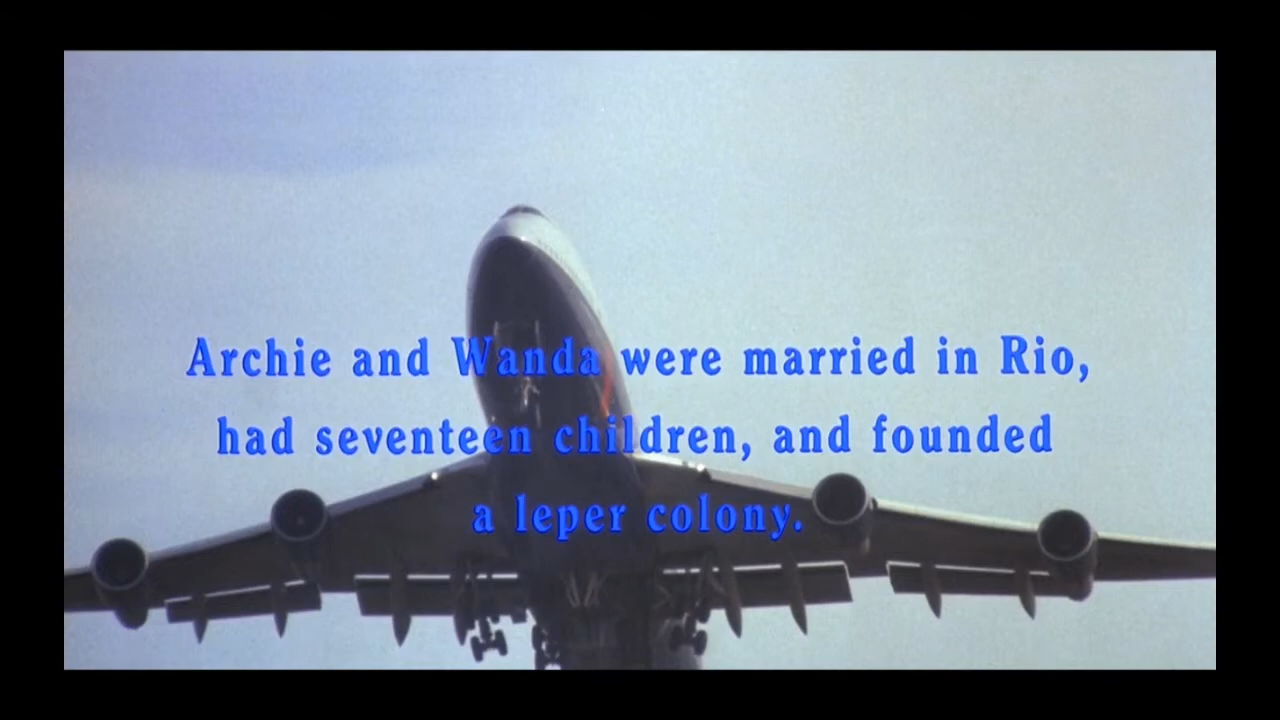 Archie and Wanda were married in Rio,
had seventeen children, and founded
a leper colony.